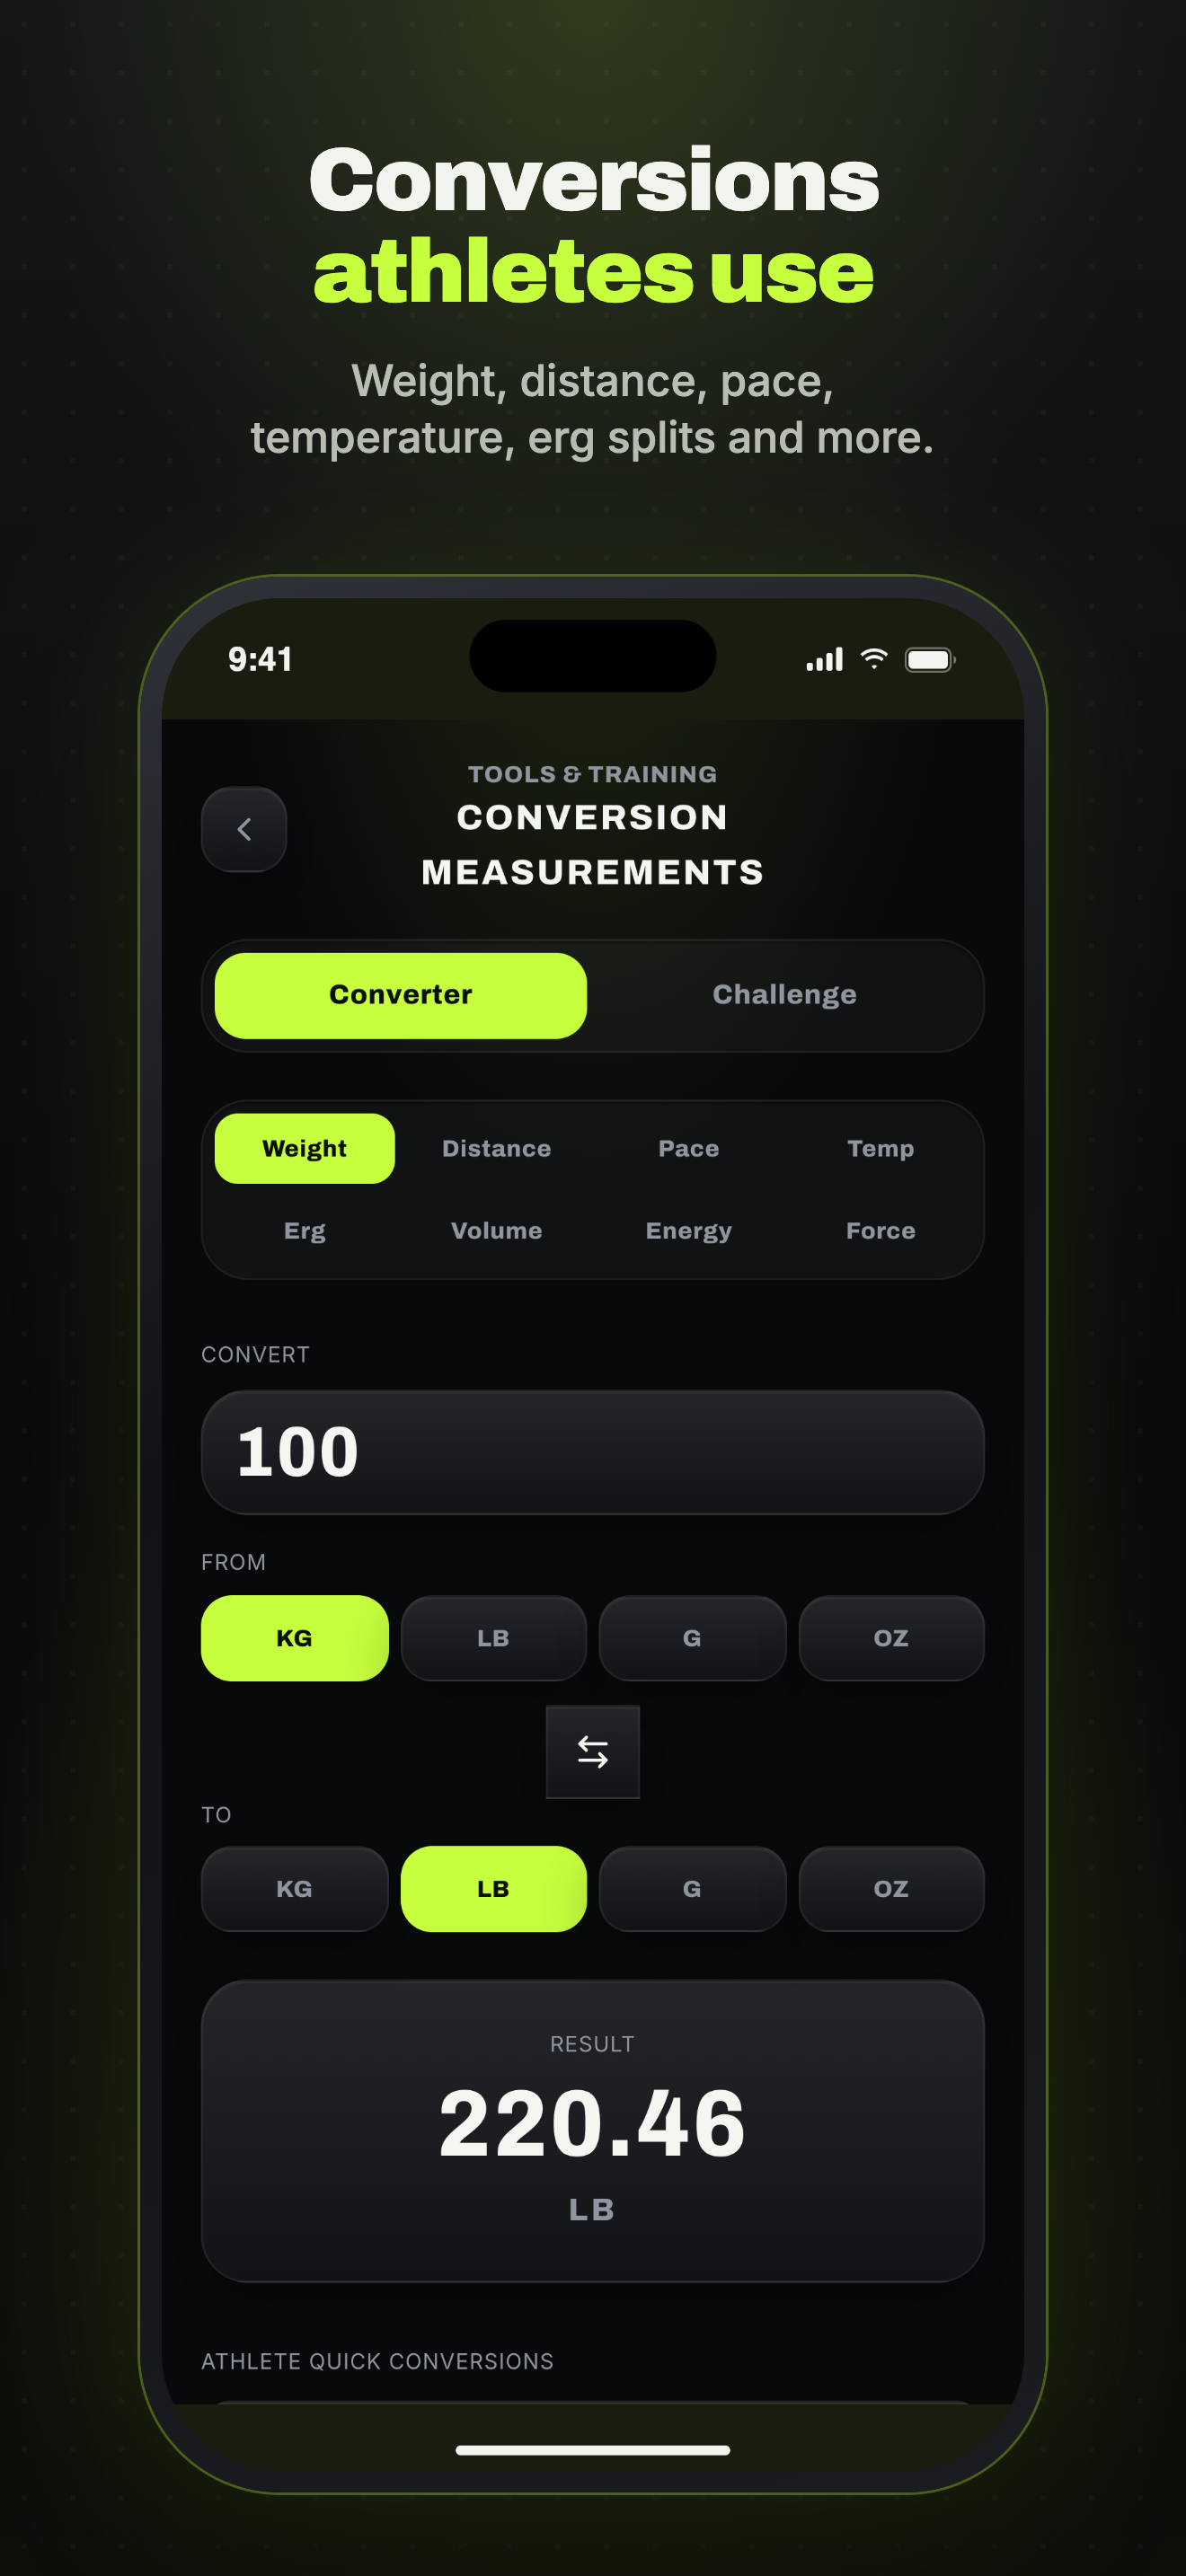 Conversions
athletes use
Weight, distance, pace,
temperature, erg splits and more.
9:41
TOOLS & TRAINING
CONVERSION
MEASUREMENTS
Converter Challenge
Weight Distance Pace Temp
Erg Volume Energy Force
CONVERT
100
FROM
KG LB G OZ
TO
KG LB G OZ
RESULT
220.46
LB
ATHLETE QUICK CONVERSIONS